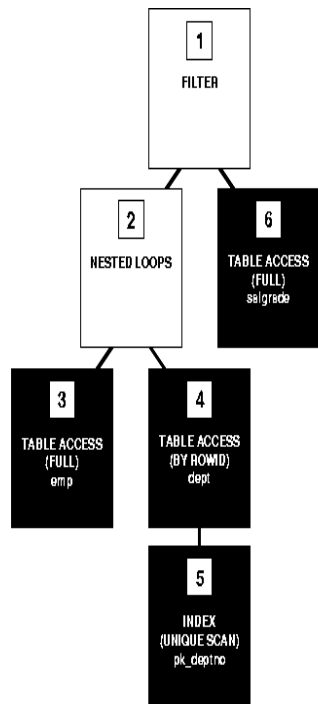 1
FILTER
2
NESTED LOOPS
6
TABLE ACCESS
(FULL)
salgrade
3
TABLE ACCESS
(FULL)
emp
4
TABLE ACCESS
(BY ROWID)
dept
5
INDEX
(UNIQUE SCAN)
pk_deptno